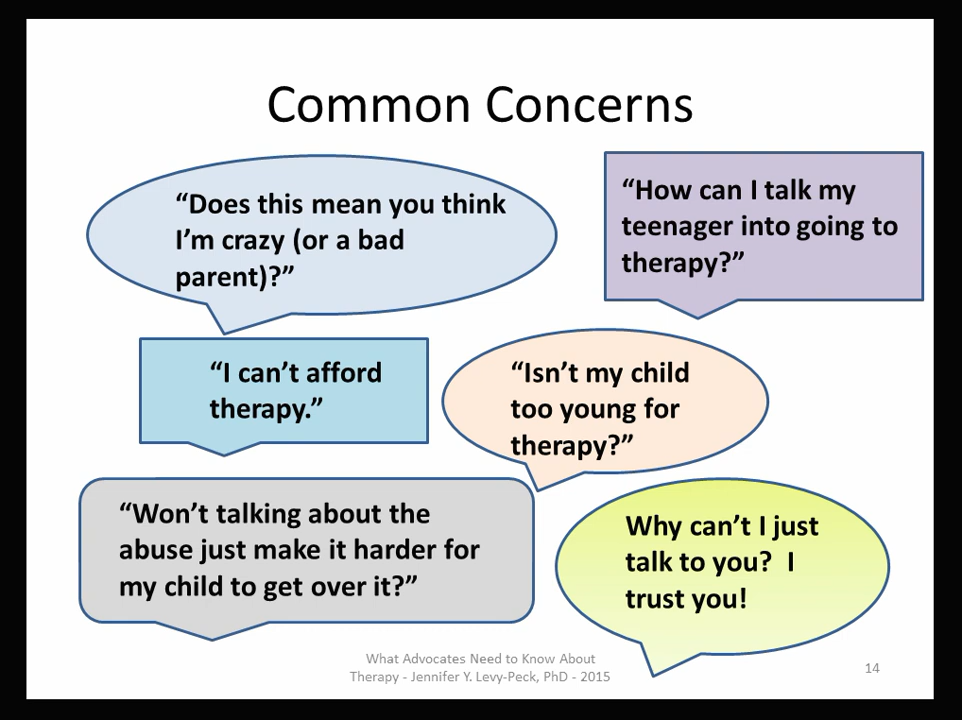 Common Concerns
“Does this mean you think
I’m crazy (or a bad
parent)?”
“How can I talk my
teenager into going to
therapy?”
“I can’t afford
therapy.”
“Isn’t my child
too young for
therapy?”
“Won’t talking about the
abuse just make it harder for
my child to get over it?”
Why can’t I just
talk to you?  I
trust you!
What Advocates Need to Know About
Therapy - Jennifer Y. Levy-Peck, PhD - 2015
14